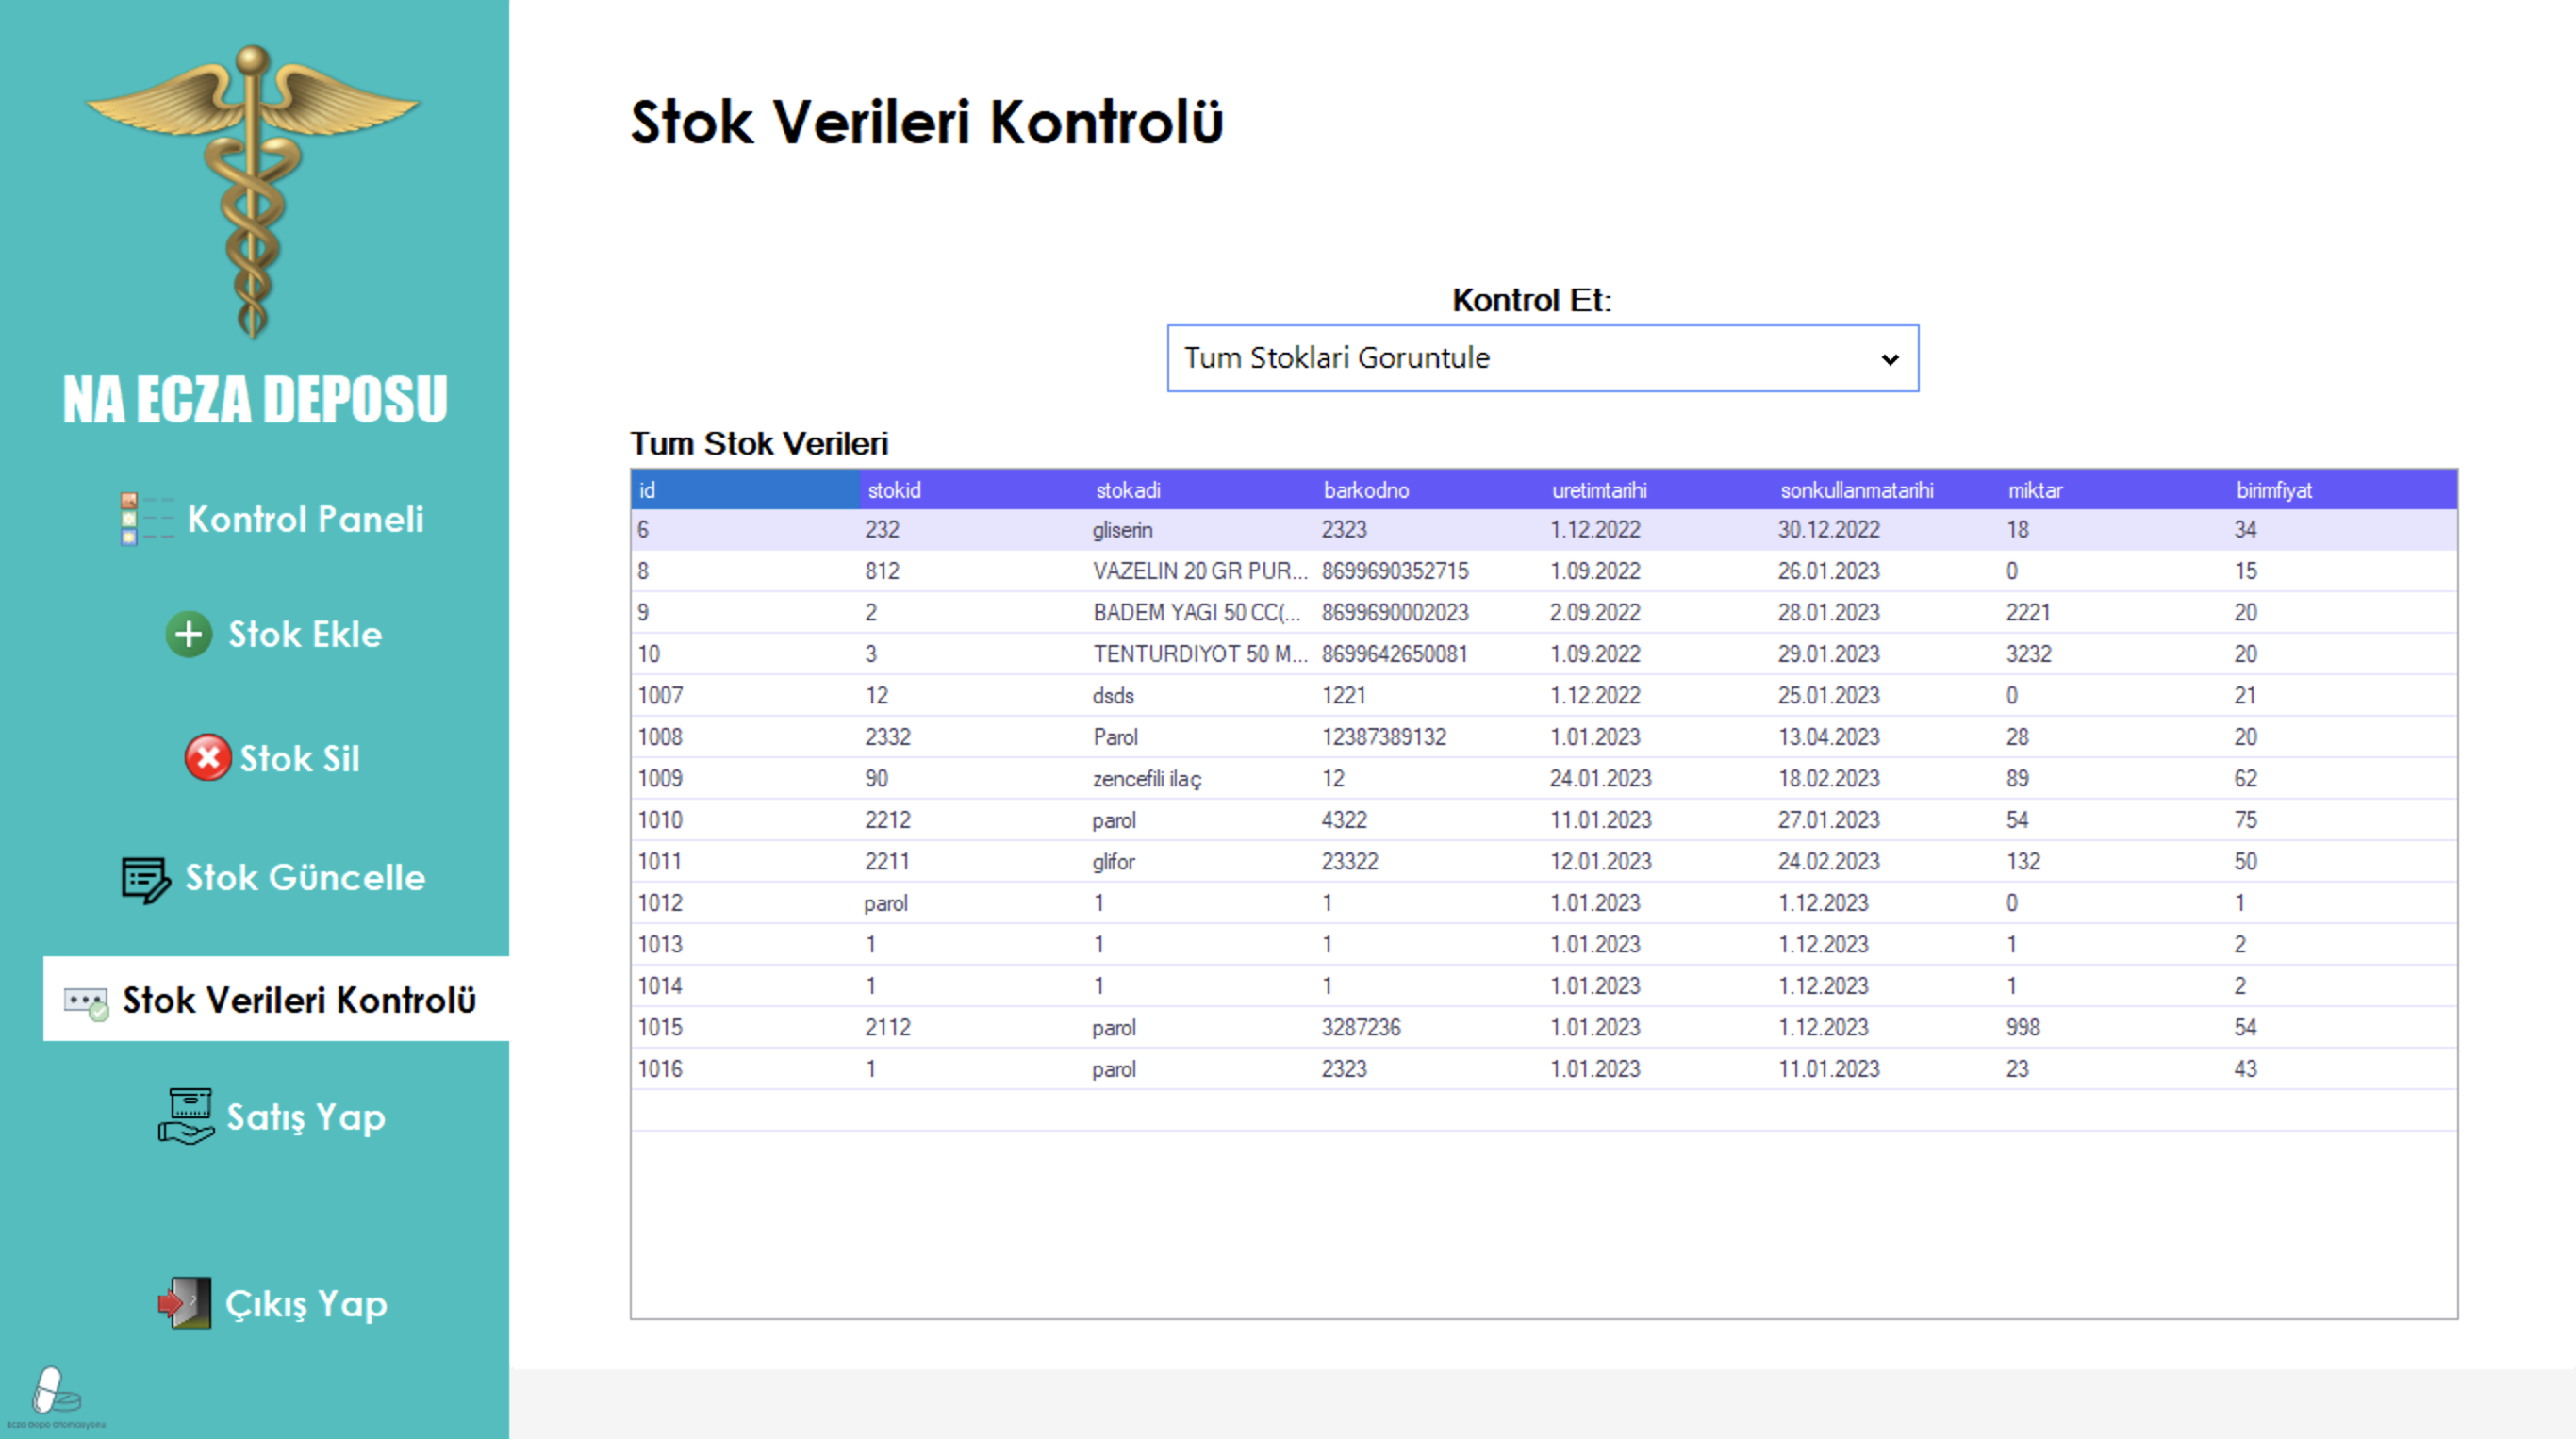 NA ECZA DEPOSU
Kontrol Paneli
Stok Ekle
Stok Sil
Stok Güncelle
Stok Verileri Kontrolü
Satış Yap
Çıkış Yap
Ecza Depo Otomasyonu
Stok Verileri Kontrolü
Kontrol Et:
Tum Stoklari Goruntule
Tum Stok Verileri
id stokid stokadi barkodno uretimtarihi sonkullanmatarihi miktar birimfiyat
6 232 gliserin 2323 1.12.2022 30.12.2022 18 34
8 812 VAZELIN 20 GR PUR... 8699690352715 1.09.2022 26.01.2023 0 15
9 2 BADEM YAGI 50 CC(... 8699690002023 2.09.2022 28.01.2023 2221 20
10 3 TENTURDIYOT 50 M... 8699642650081 1.09.2022 29.01.2023 3232 20
1007 12 dsds 1221 1.12.2022 25.01.2023 0 21
1008 2332 Parol 12387389132 1.01.2023 13.04.2023 28 20
1009 90 zencefili ilaç 12 24.01.2023 18.02.2023 89 62
1010 2212 parol 4322 11.01.2023 27.01.2023 54 75
1011 2211 glifor 23322 12.01.2023 24.02.2023 132 50
1012 parol 1 1 1.01.2023 1.12.2023 0 1
1013 1 1 1 1.01.2023 1.12.2023 1 2
1014 1 1 1 1.01.2023 1.12.2023 1 2
1015 2112 parol 3287236 1.01.2023 1.12.2023 998 54
1016 1 parol 2323 1.01.2023 11.01.2023 23 43